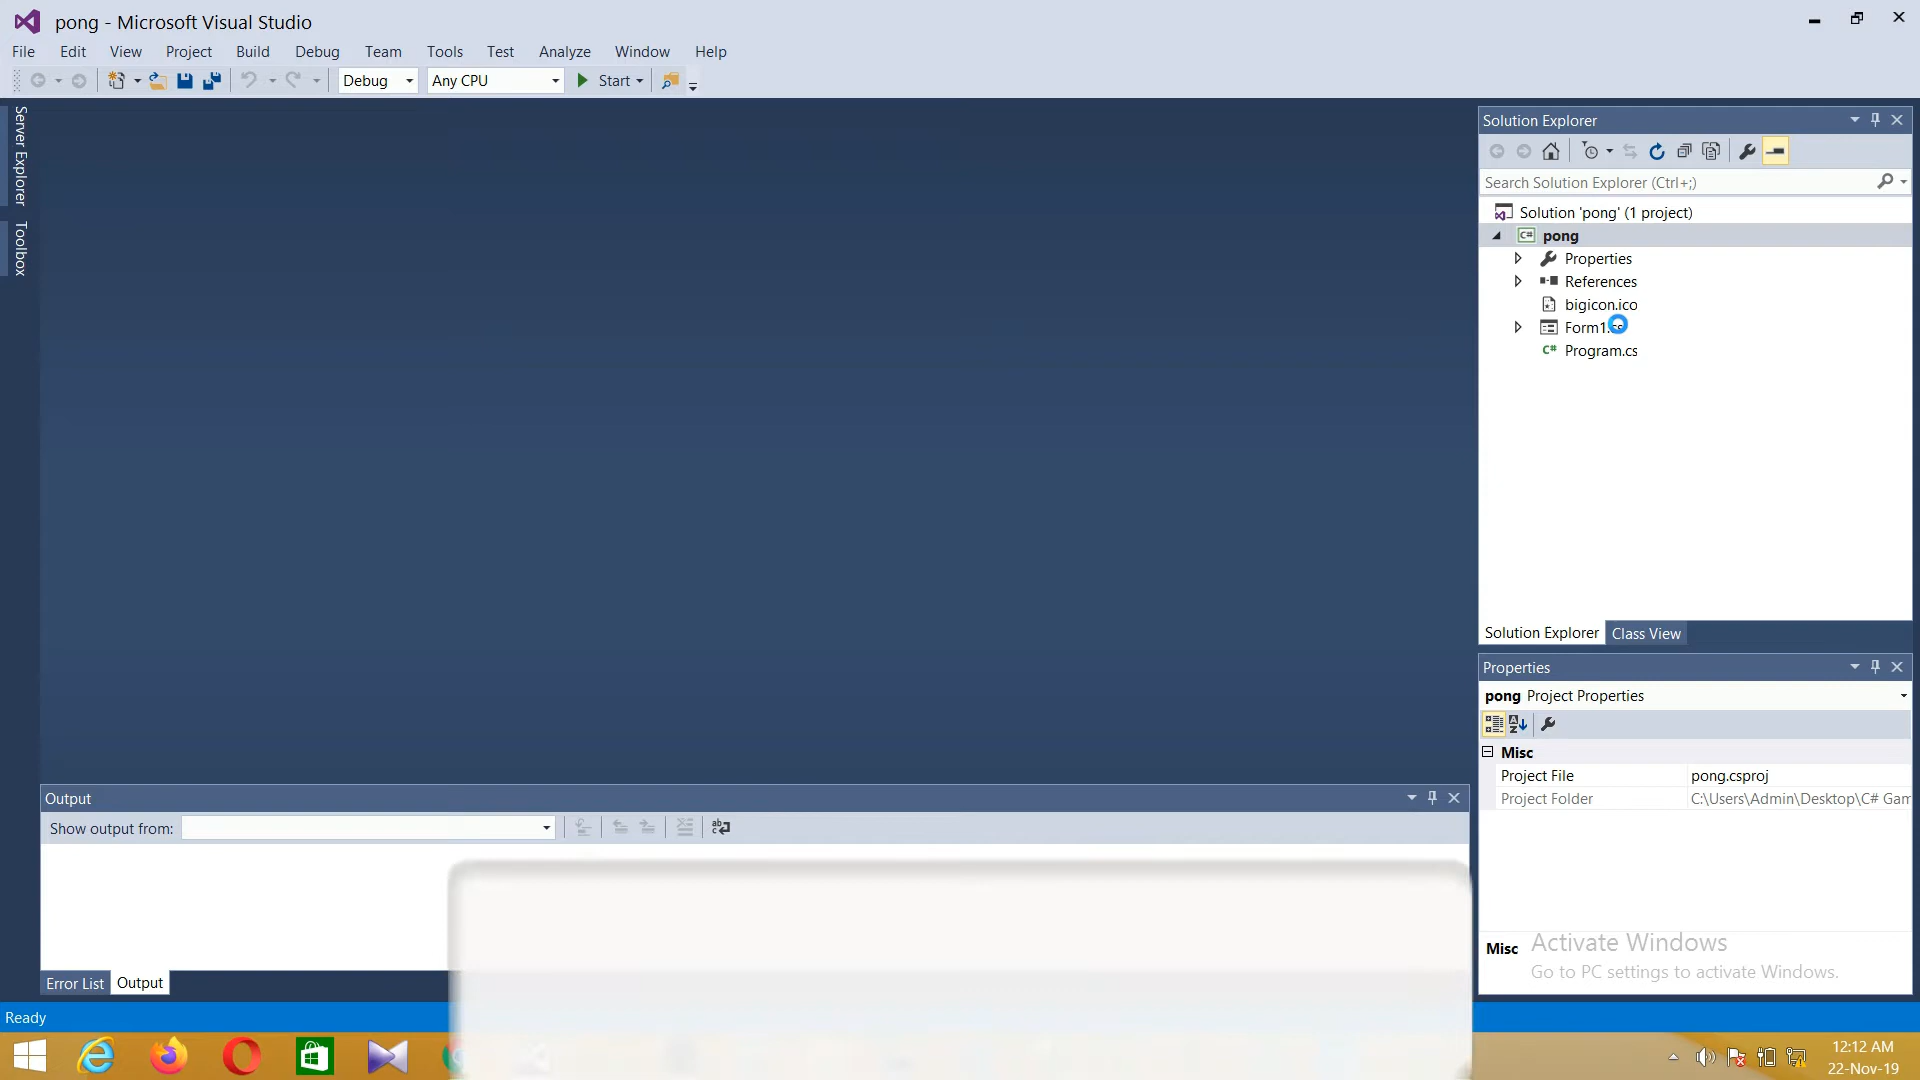 pong - Microsoft Visual Studio
File Edit View Project Build Debug Team Tools Test Analyze Window Help
Debug Any CPU Start
Server Explorer
Toolbox
Solution Explorer
Search Solution Explorer (Ctrl+;)
Solution 'pong' (1 project)
pong
Properties
References
bigicon.ico
Form1.cs
Program.cs
Solution Explorer Class View
Properties
pong Project Properties
Misc
Project File pong.csproj
Project Folder C:\Users\Admin\Desktop\C# Gam
Misc
Output
Show output from:
Error List Output
Activate Windows
Go to PC settings to activate Windows.
Ready
12:12 AM
22-Nov-19